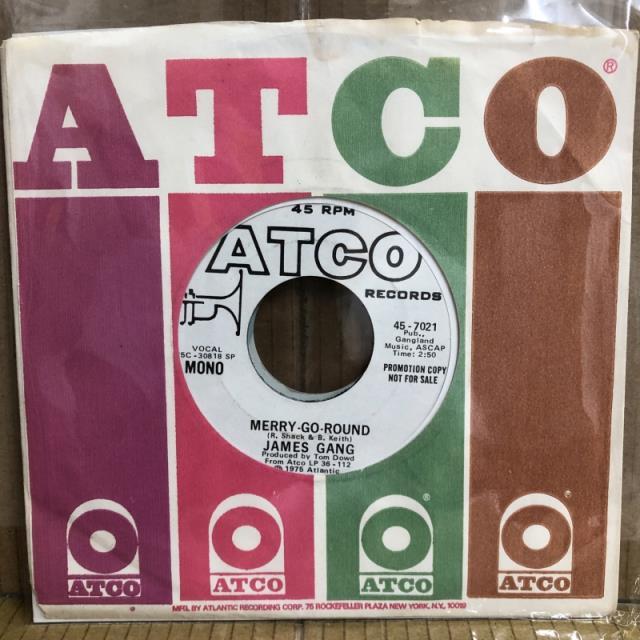 ATCO®
45 RPM
ATCO
RECORDS
45-7021
Pub.,
Gangland
Music, ASCAP
Time: 2:50
VOCAL
5C-30818 SP
MONO
PROMOTION COPY
NOT FOR SALE
MERRY-GO-ROUND
(R. Shack & B. Keith)
JAMES GANG
Produced by Tom Dowd
From Atco LP 36-112
℗ 1975 Atlantic
ATCO ® ATCO ATCO ® ATCO ®
MFG. BY ATLANTIC RECORDING CORP. 75 ROCKEFELLER PLAZA NEW YORK, N.Y. 10019